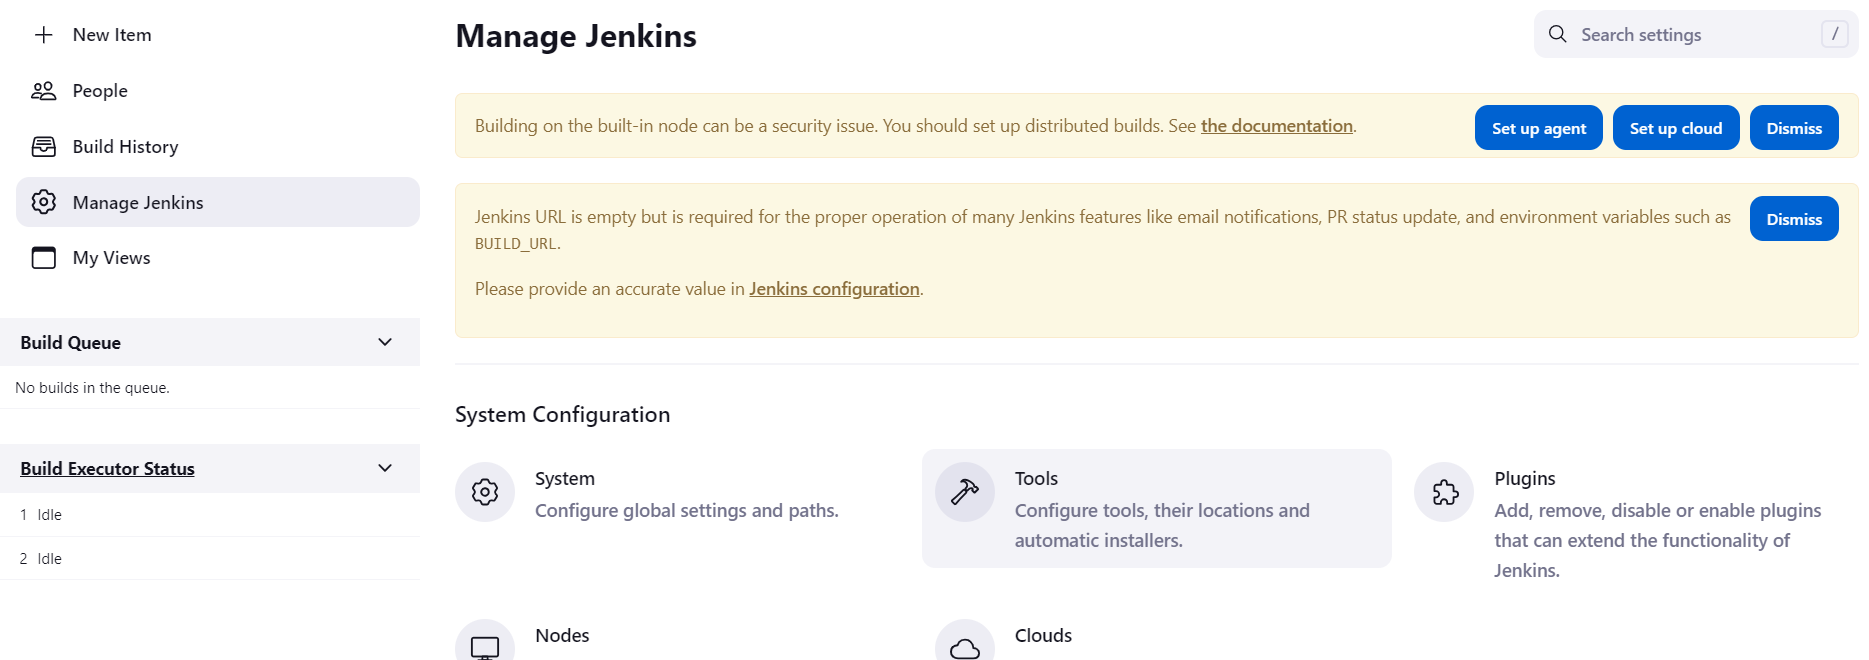 New Item
People
Build History
Manage Jenkins
My Views
Build Queue
No builds in the queue.
Build Executor Status
1 Idle
2 Idle
Manage Jenkins
Search settings /
Building on the built-in node can be a security issue. You should set up distributed builds. See the documentation.
Set up agent
Set up cloud
Dismiss
Jenkins URL is empty but is required for the proper operation of many Jenkins features like email notifications, PR status update, and environment variables such as
BUILD_URL.
Please provide an accurate value in Jenkins configuration.
Dismiss
System Configuration
System
Configure global settings and paths.
Tools
Configure tools, their locations and
automatic installers.
Plugins
Add, remove, disable or enable plugins
that can extend the functionality of
Jenkins.
Nodes
Clouds